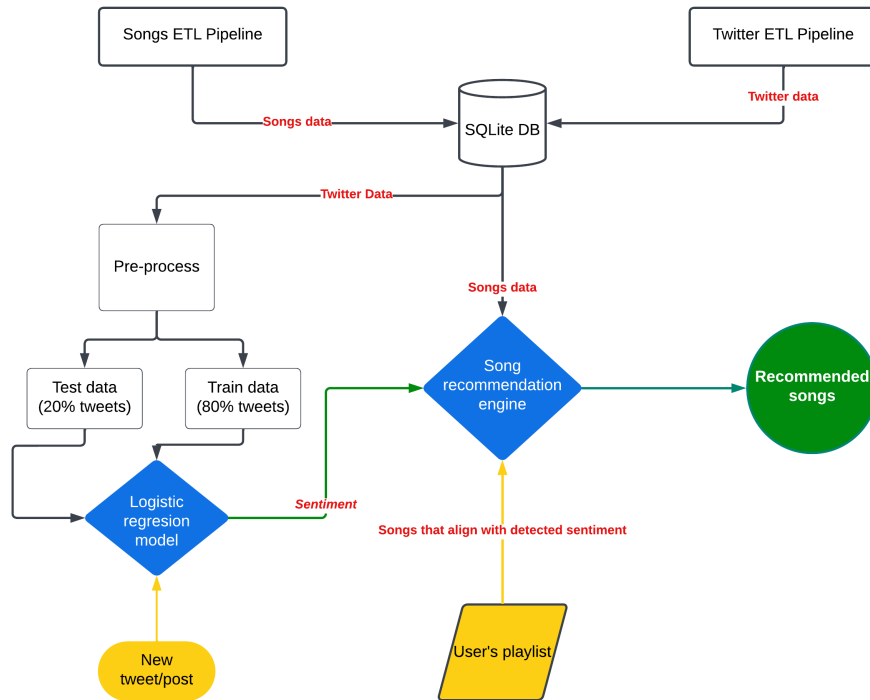 Songs ETL Pipeline
Twitter ETL Pipeline
Songs data
SQLite DB
Twitter data
Twitter Data
Pre-process
Songs data
Test data
(20% tweets)
Train data
(80% tweets)
Song
recommendation
engine
Recommended
songs
Logistic
regresion
model
Sentiment
Songs that align with detected sentiment
New
tweet/post
User's playlist